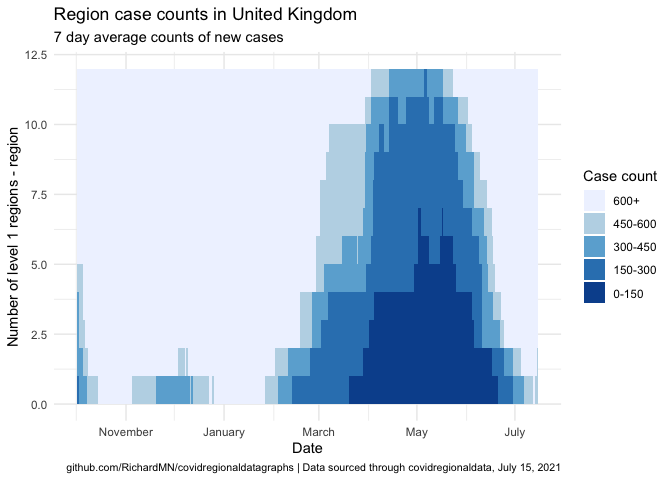 Region case counts in United Kingdom
7 day average counts of new cases
12.5
10.0
7.5
5.0
2.5
0.0
Number of level 1 regions - region
November January March May July
Date
Case count
600+
450-600
300-450
150-300
0-150
github.com/RichardMN/covidregionaldatagraphs | Data sourced through covidregionaldata, July 15, 2021